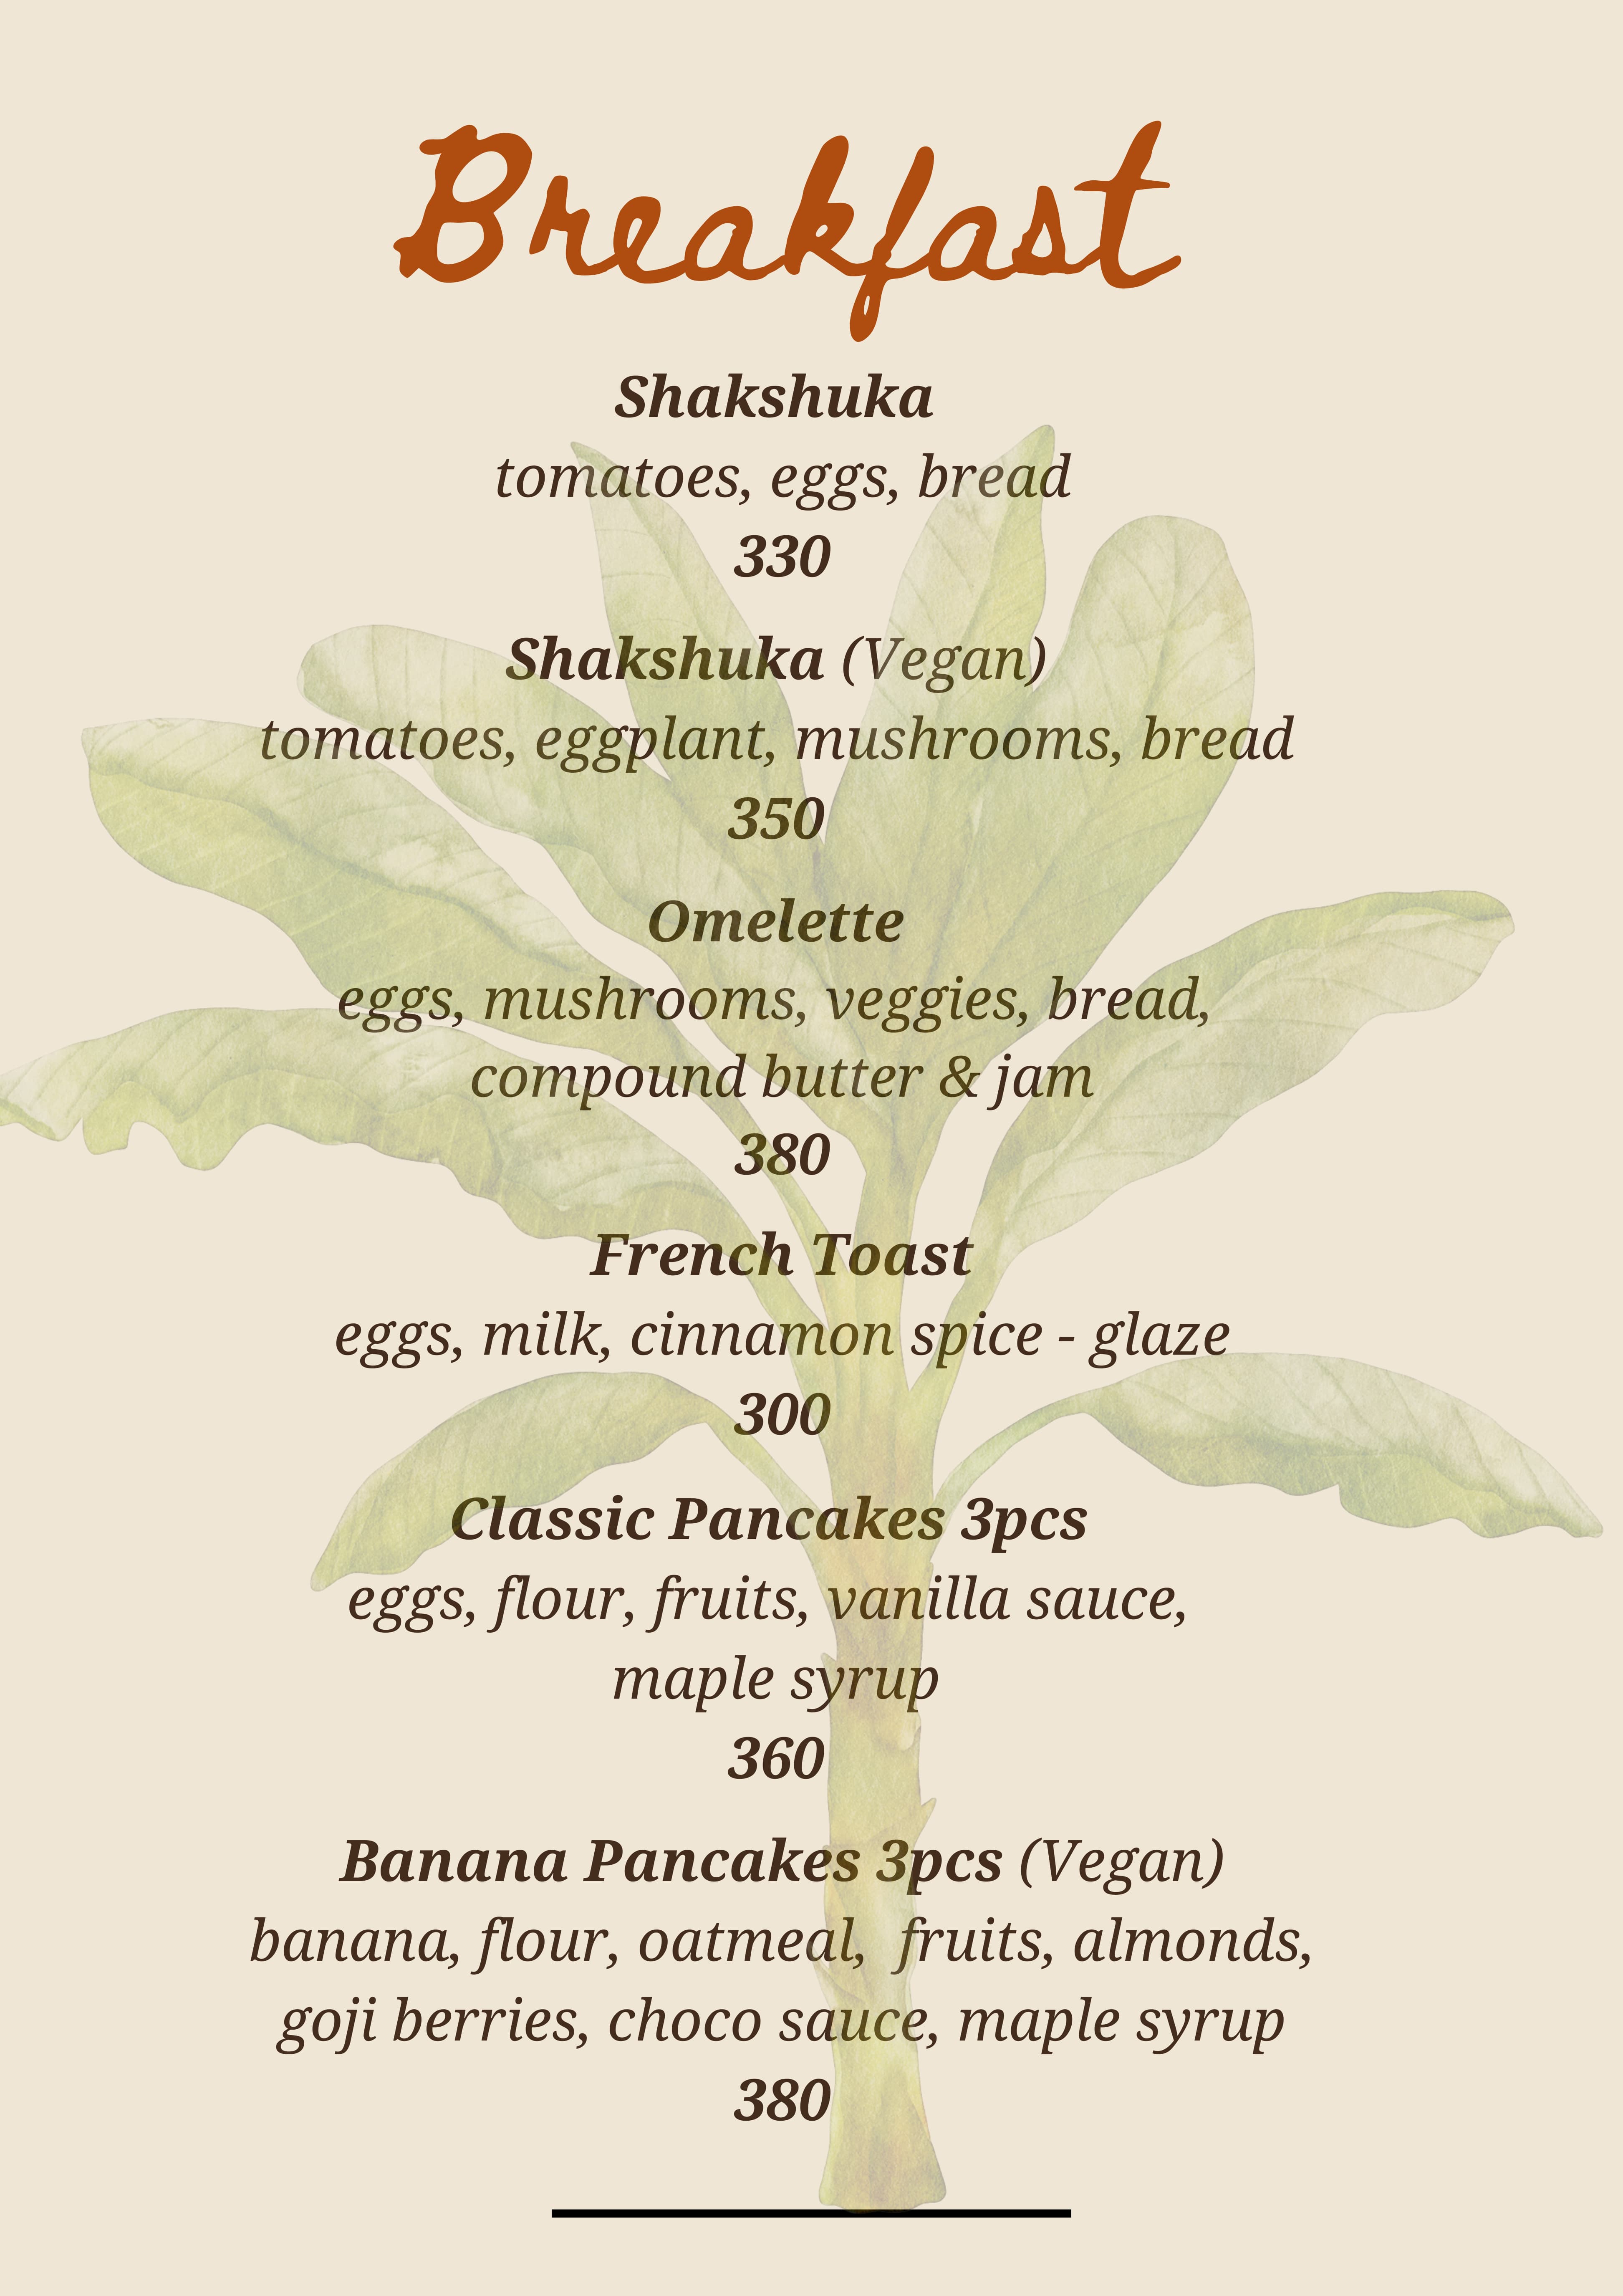 Breakfast
Shakshuka
tomatoes, eggs, bread
330
Shakshuka (Vegan)
tomatoes, eggplant, mushrooms, bread
350
Omelette
eggs, mushrooms, veggies, bread,
compound butter & jam
380
French Toast
eggs, milk, cinnamon spice - glaze
300
Classic Pancakes 3pcs
eggs, flour, fruits, vanilla sauce,
maple syrup
360
Banana Pancakes 3pcs (Vegan)
banana, flour, oatmeal,  fruits, almonds,
goji berries, choco sauce, maple syrup
380